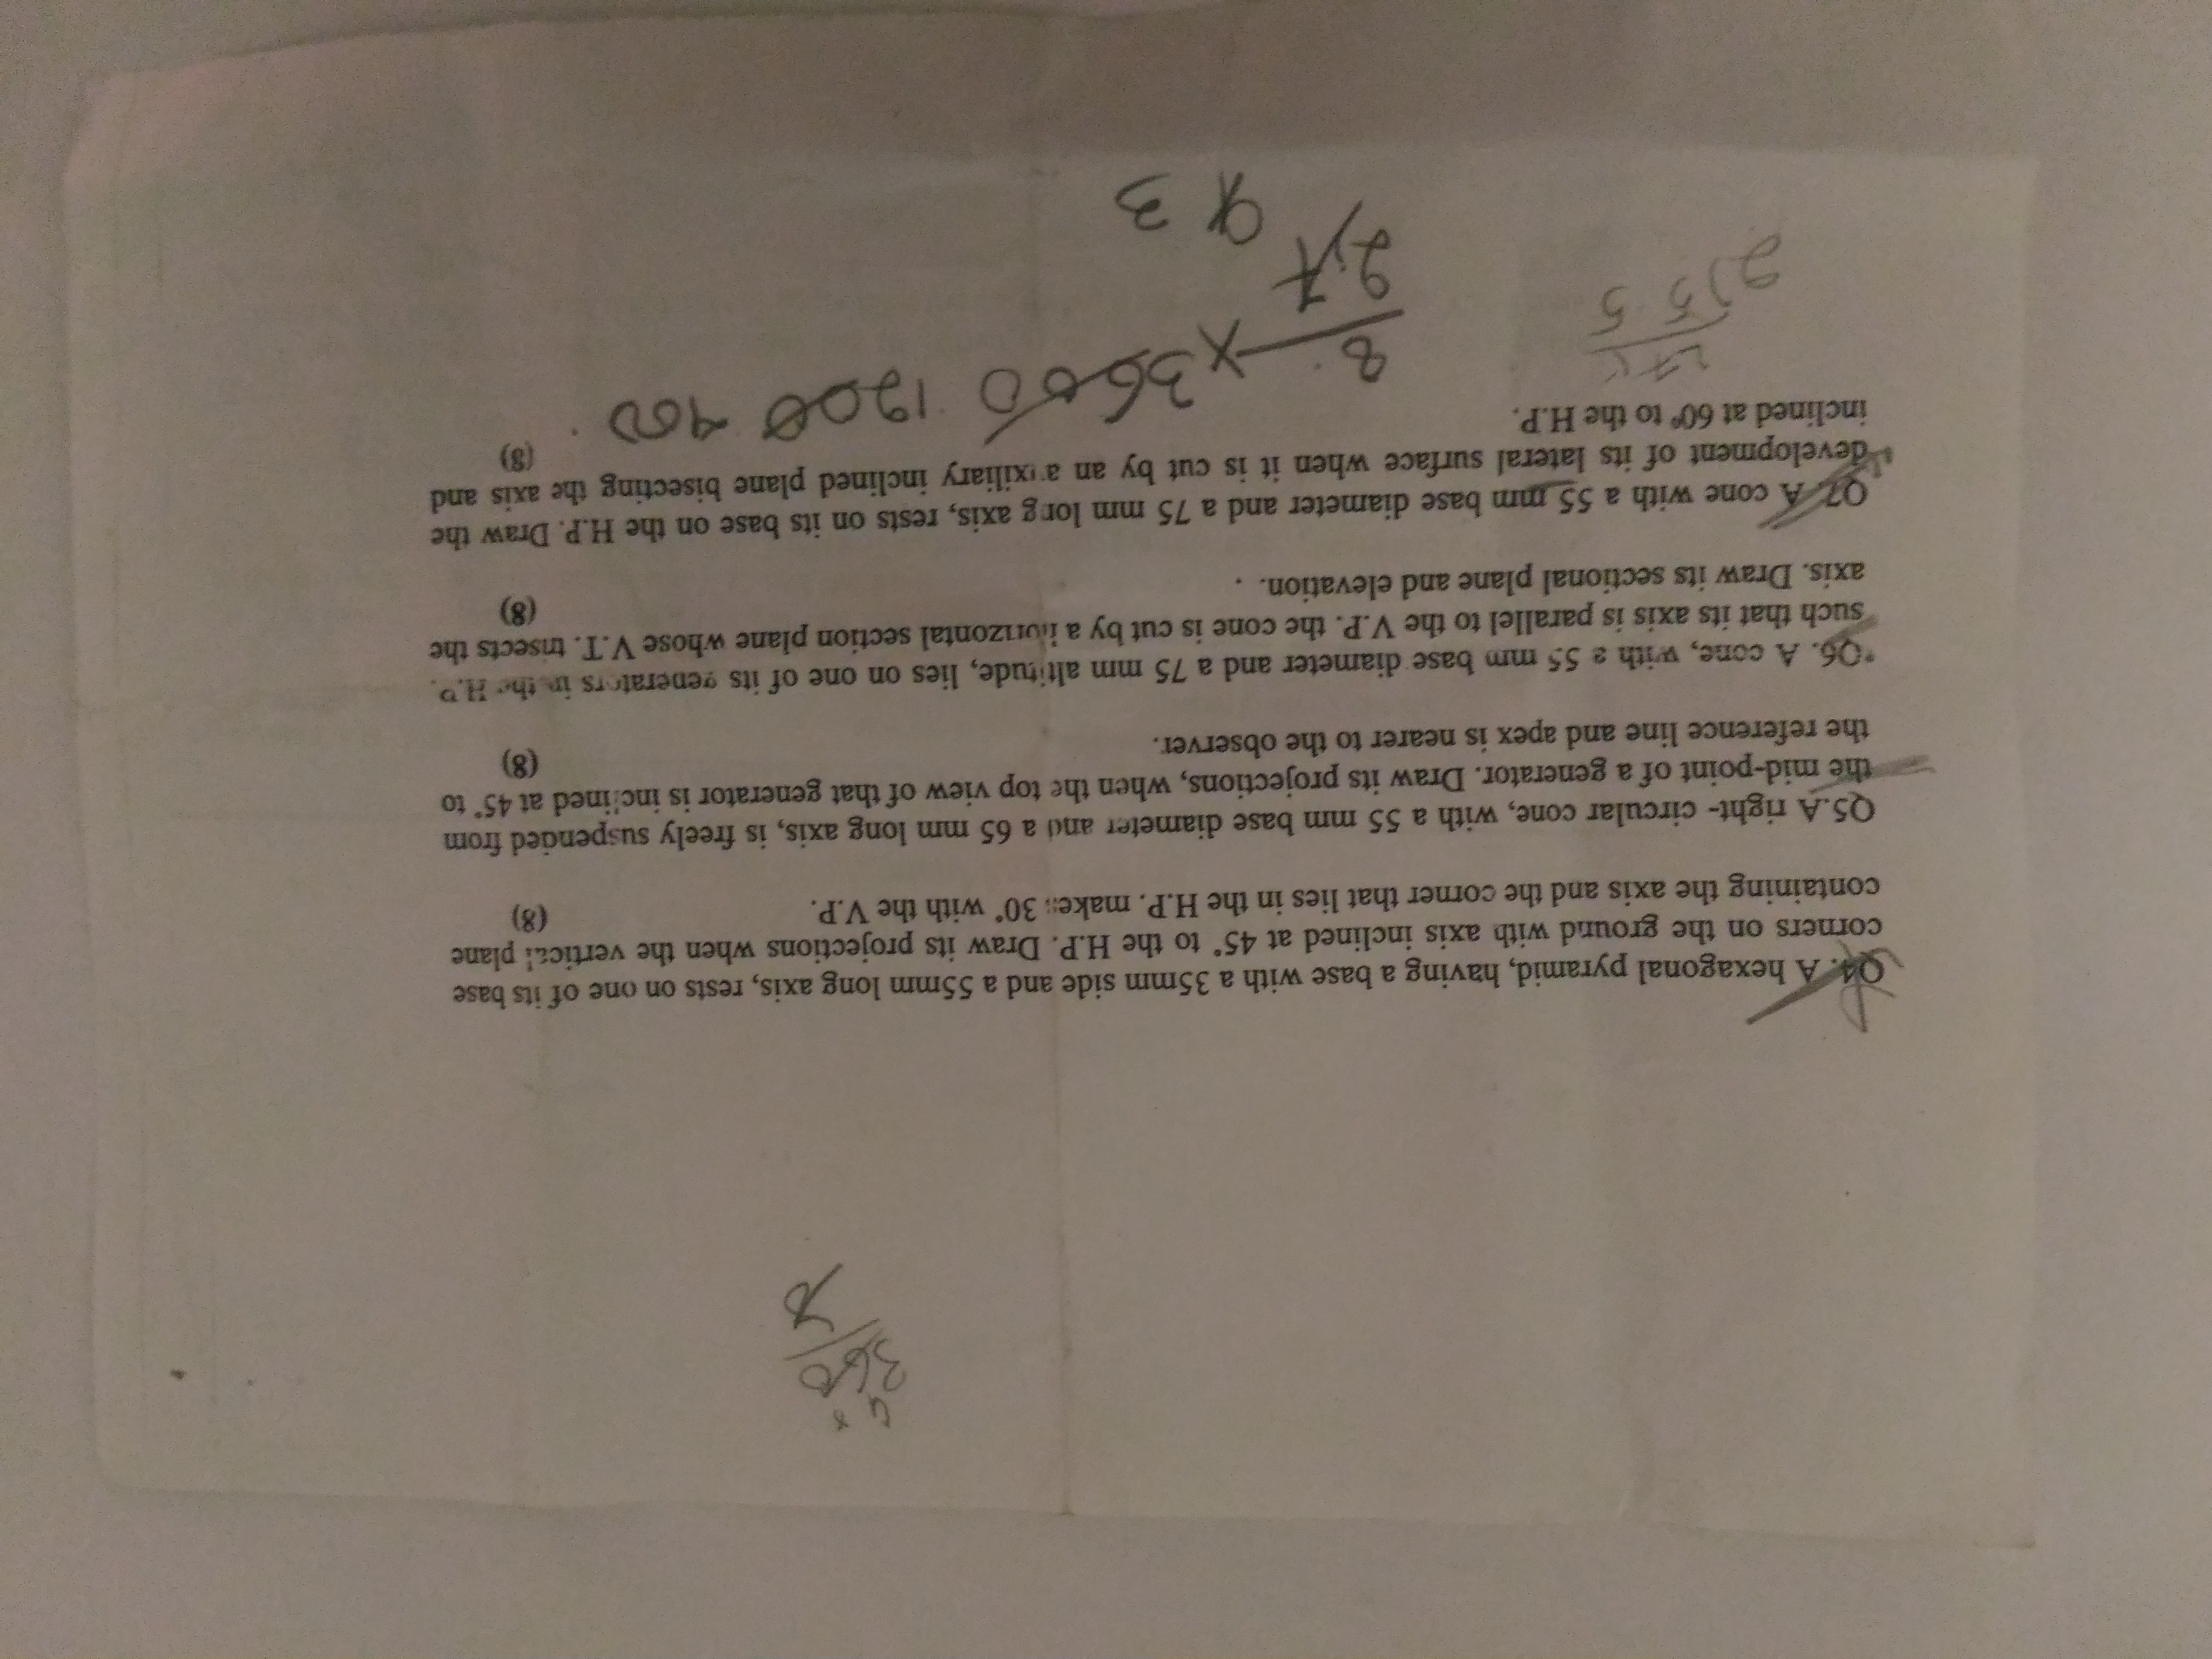 Q4. A hexagonal pyramid, having a base with a 35mm side and a 55mm long axis, rests on one of its base
corners on the ground with axis inclined at 45° to the H.P. Draw its projections when the vertical plane
containing the axis and the corner that lies in the H.P. makes 30° with the V.P. (8)
Q5.A right- circular cone, with a 55 mm base diameter and a 65 mm long axis, is freely suspended from
the mid-point of a generator. Draw its projections, when the top view of that generator is inclined at 45° to
the reference line and apex is nearer to the observer. (8)
Q6. A cone, with a 55 mm base diameter and a 75 mm altitude, lies on one of its generators in the H.P.
such that its axis is parallel to the V.P. the cone is cut by a horizontal section plane whose V.T. bisects the
axis. Draw its sectional plane and elevation. (8)
Q7. A cone with a 55 mm base diameter and a 75 mm long axis, rests on its base on the H.P. Draw the
development of its lateral surface when it is cut by an auxiliary inclined plane bisecting the axis and
inclined at 60° to the H.P. (8)
8 x 3600 1200 400
9 3
2)55